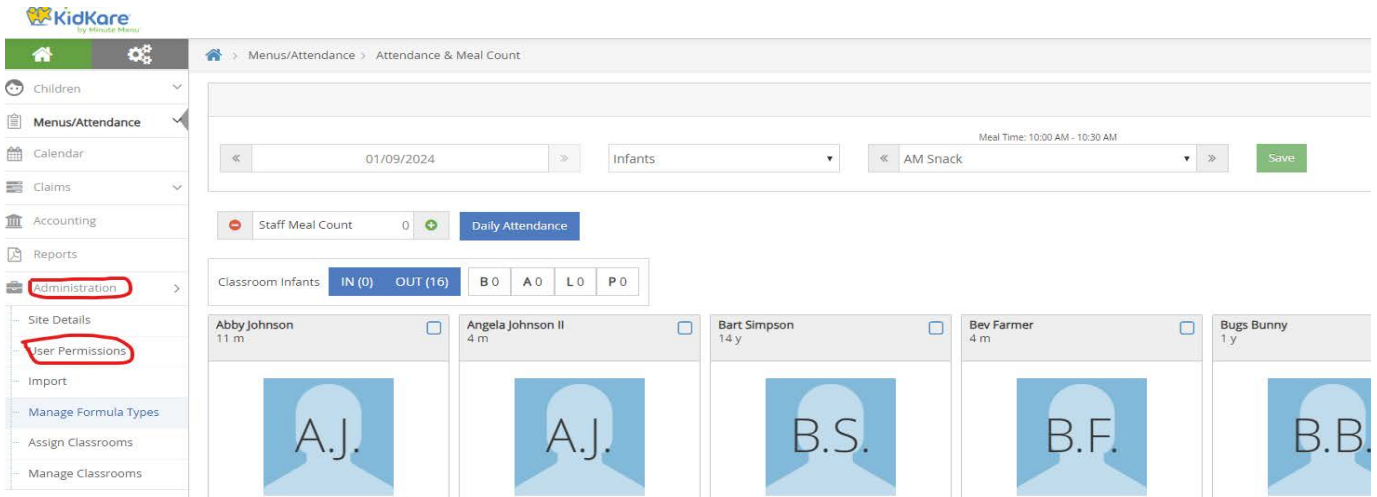 KidKare
by Minute Menu
Menus/Attendance > Attendance & Meal Count
Children
Menus/Attendance
Calendar
Claims
Accounting
Reports
Administration
Site Details
User Permissions
Import
Manage Formula Types
Assign Classrooms
Manage Classrooms
Meal Time: 10:00 AM - 10:30 AM
« 01/09/2024 » Infants « AM Snack » Save
Staff Meal Count 0 Daily Attendance
Classroom Infants IN (0) OUT (16) B 0 A 0 L 0 P 0
Abby Johnson
11 m
A.J.
Angela Johnson II
4 m
A.J.
Bart Simpson
14 y
B.S.
Bev Farmer
4 m
B.F.
Bugs Bunny
1 y
B.B.